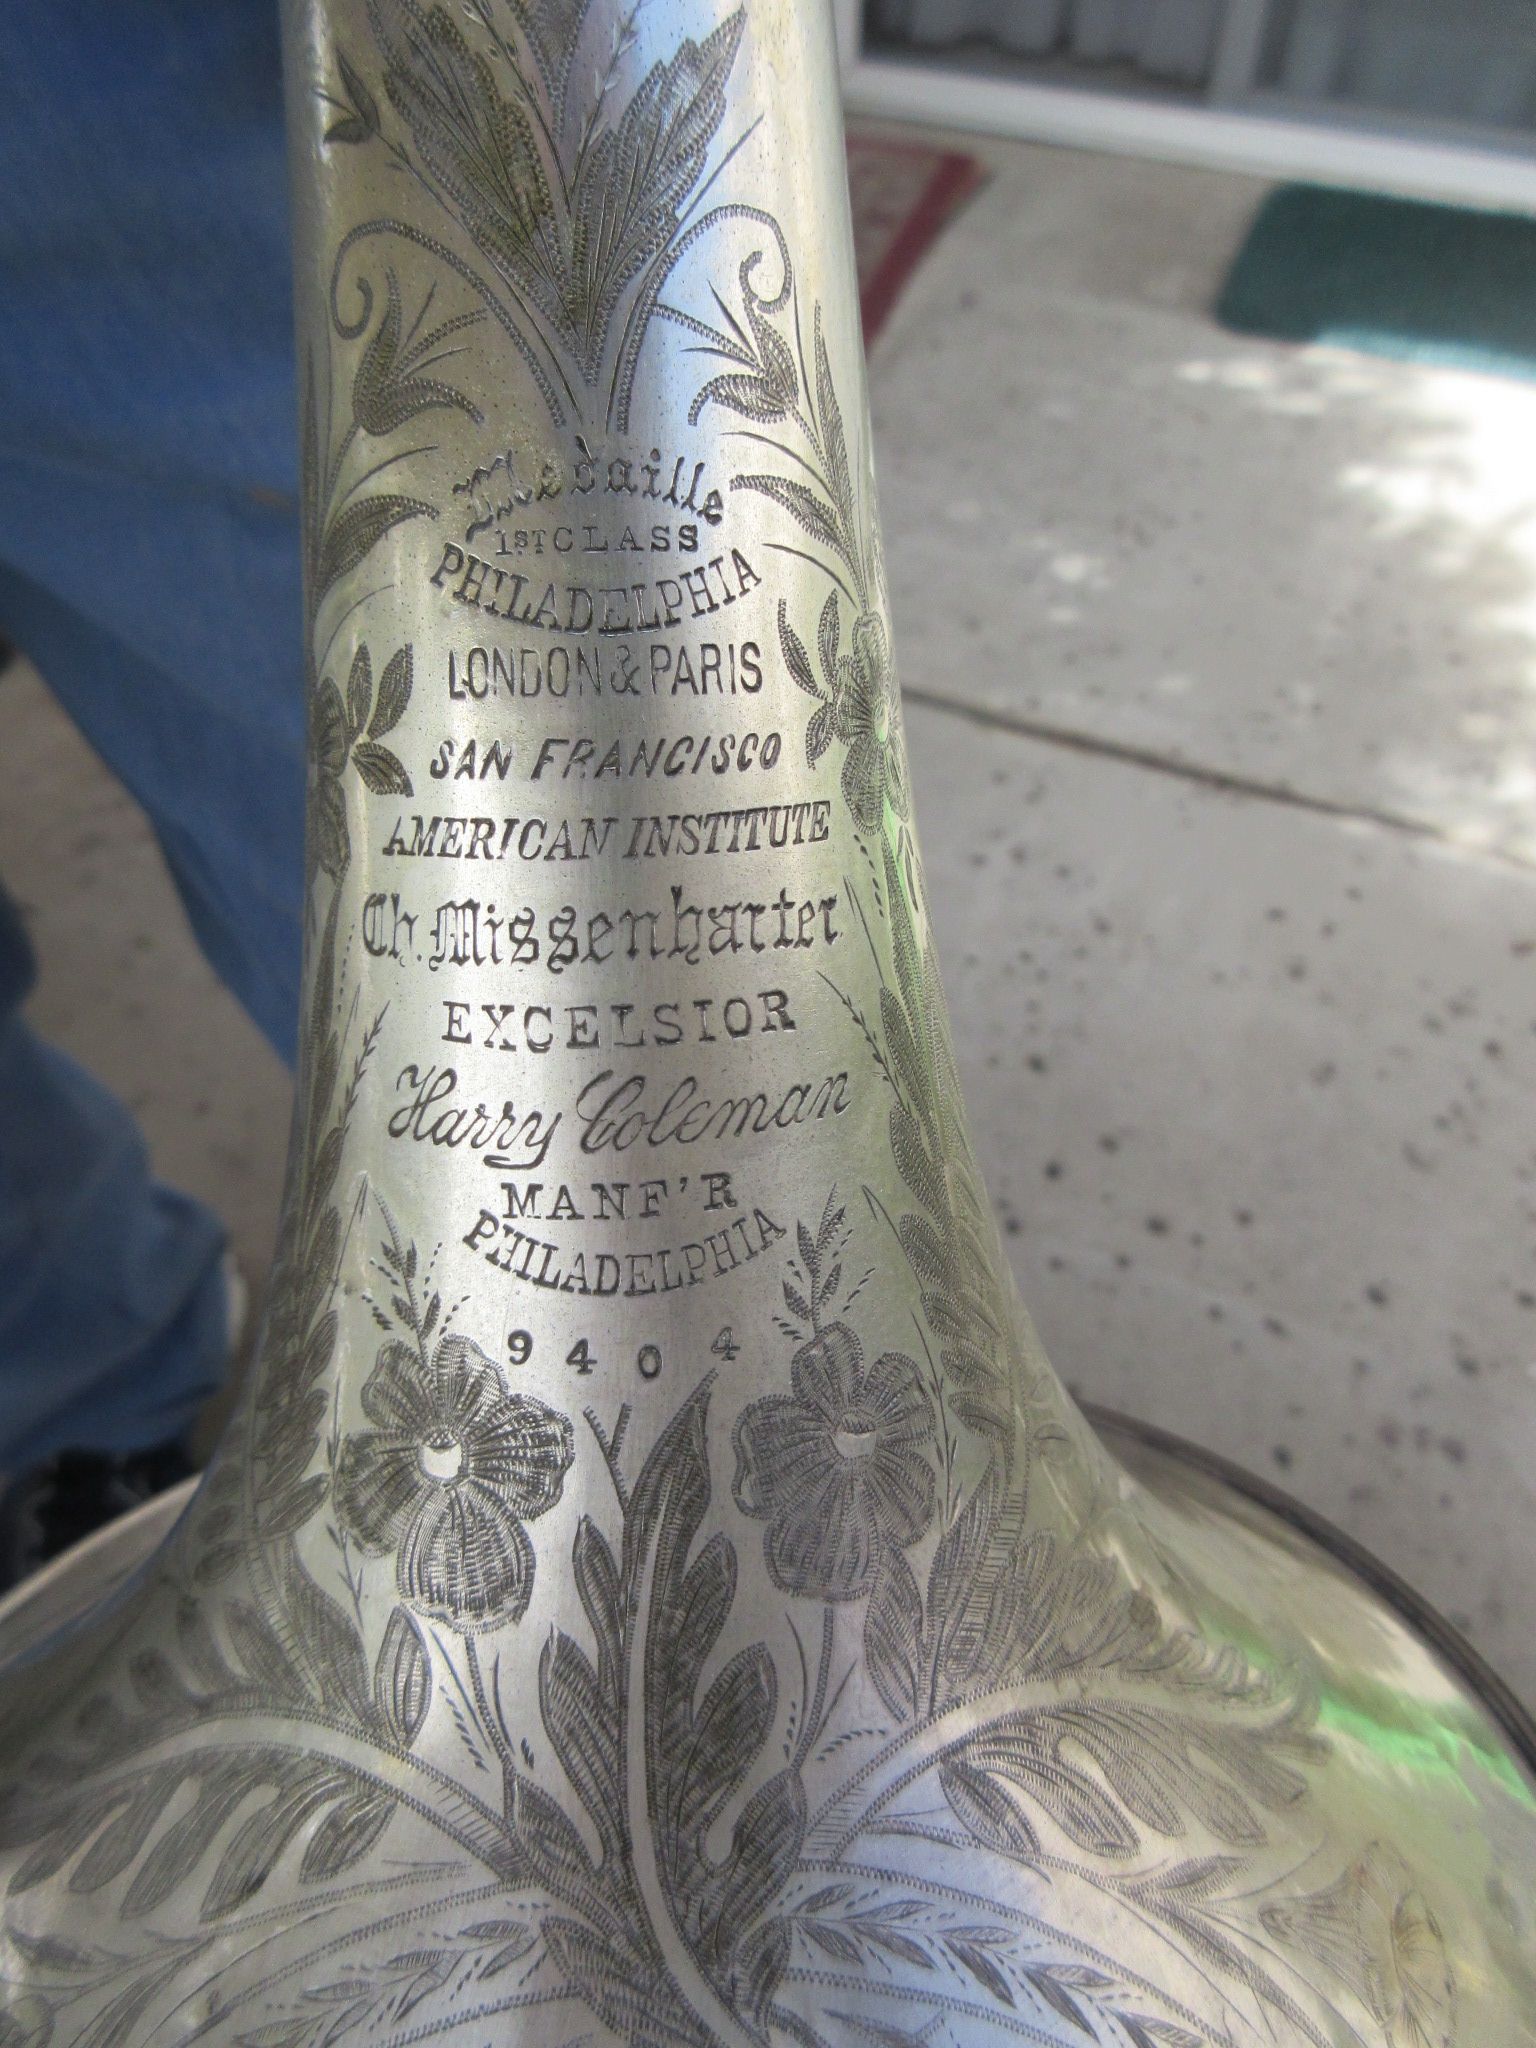 Medaille
1ST CLASS
PHILADELPHIA
LONDON & PARIS
SAN FRANCISCO
AMERICAN INSTITUTE
Ch. Missenharter.
EXCELSIOR
Harry Coleman
MANF'R
PHILADELPHIA
9404